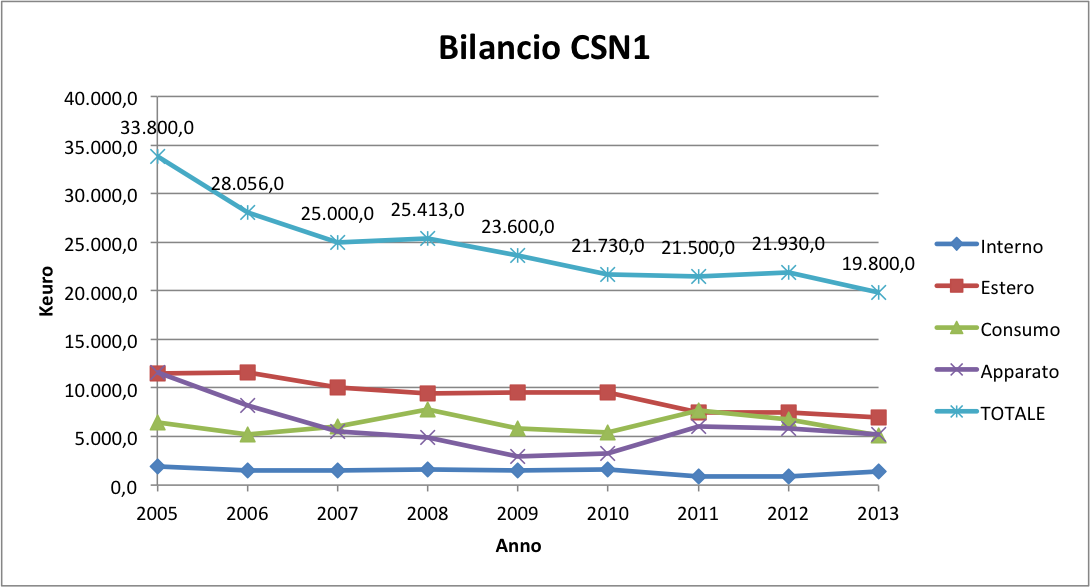 Bilancio CSN1
40.000,0
35.000,0
30.000,0
25.000,0
20.000,0
15.000,0
10.000,0
5.000,0
0,0
Keuro
33.800,0
28.056,0
25.000,0
25.413,0
23.600,0
21.730,0
21.500,0
21.930,0
19.800,0
2005 2006 2007 2008 2009 2010 2011 2012 2013
Anno
Interno
Estero
Consumo
Apparato
TOTALE